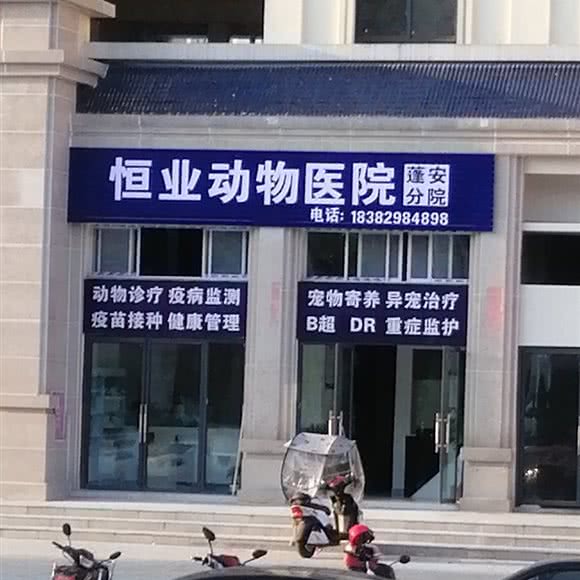 恒业动物医院 蓬安分院
电话: 18382984898
动物诊疗 疫病监测
疫苗接种 健康管理
宠物寄养 异宠治疗
B超 DR 重症监护